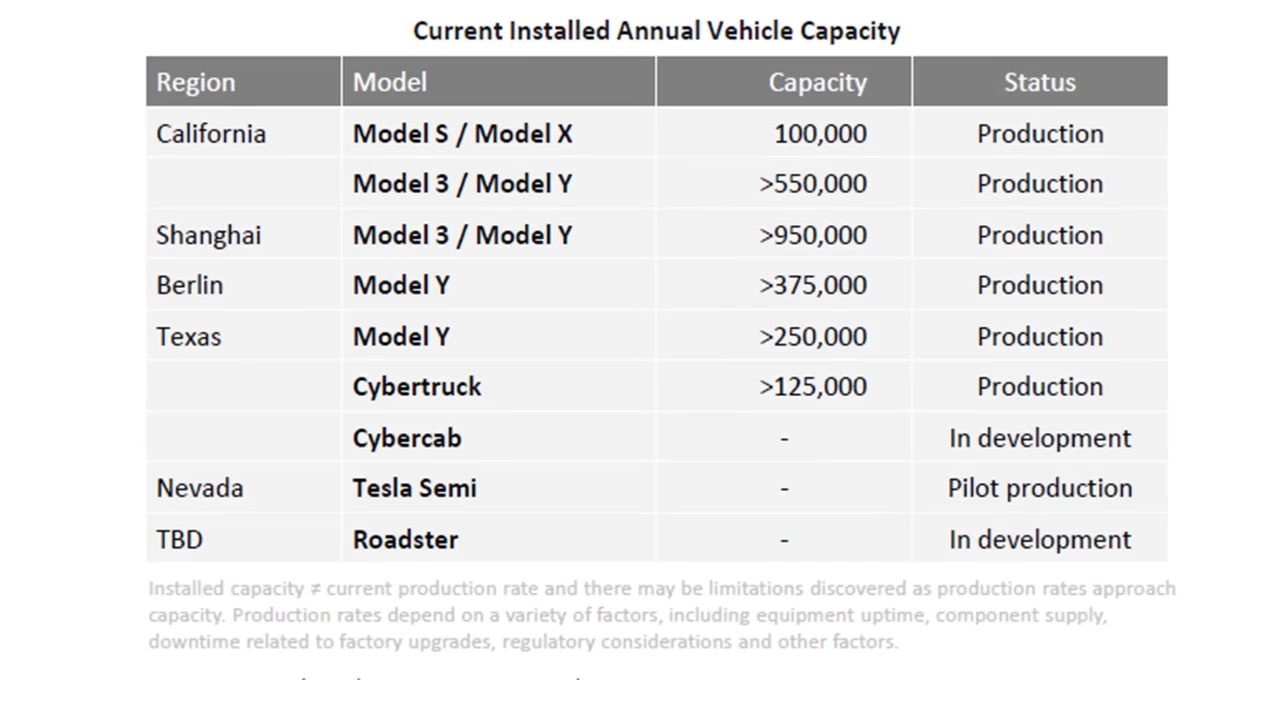 Current Installed Annual Vehicle Capacity
Region Model Capacity Status
California Model S / Model X 100,000 Production
Model 3 / Model Y >550,000 Production
Shanghai Model 3 / Model Y >950,000 Production
Berlin Model Y >375,000 Production
Texas Model Y >250,000 Production
Cybertruck >125,000 Production
Cybercab - In development
Nevada Tesla Semi - Pilot production
TBD Roadster - In development
Installed capacity ≠ current production rate and there may be limitations discovered as production rates approach
capacity. Production rates depend on a variety of factors, including equipment uptime, component supply,
downtime related to factory upgrades, regulatory considerations and other factors.